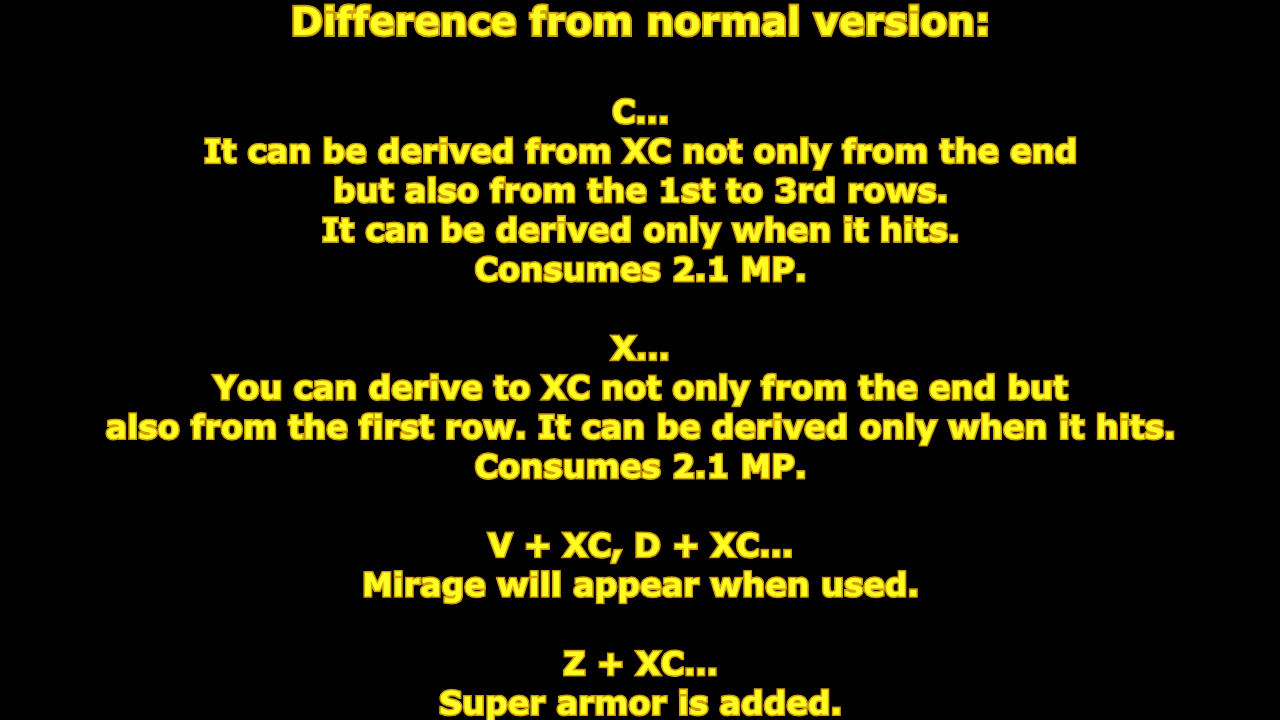 Difference from normal version:
C...
It can be derived from XC not only from the end
but also from the 1st to 3rd rows.
It can be derived only when it hits.
Consumes 2.1 MP.
X...
You can derive to XC not only from the end but
also from the first row. It can be derived only when it hits.
Consumes 2.1 MP.
V + XC, D + XC...
Mirage will appear when used.
Z + XC...
Super armor is added.